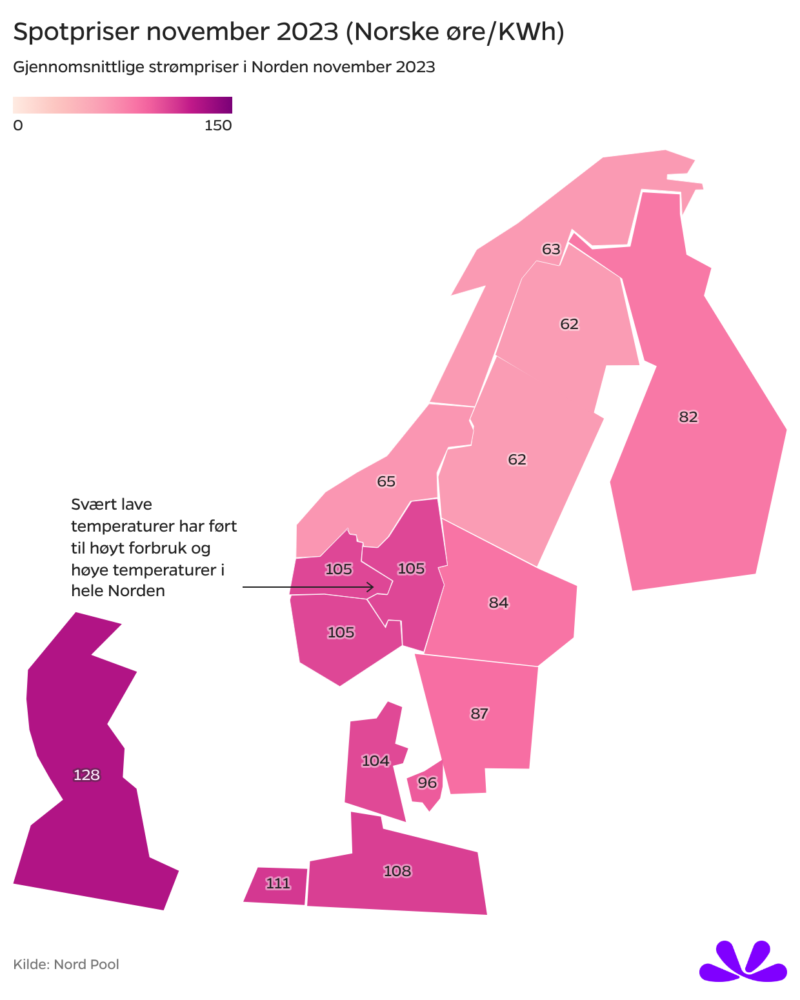 Spotpriser november 2023 (Norske øre/KWh)
Gjennomsnittlige strømpriser i Norden november 2023
0 150
63
62
82
62
65
Svært lave
temperaturer har ført
til høyt forbruk og
høye temperaturer i
hele Norden
105 105
84
105
87
104
128
96
108
111
Kilde: Nord Pool